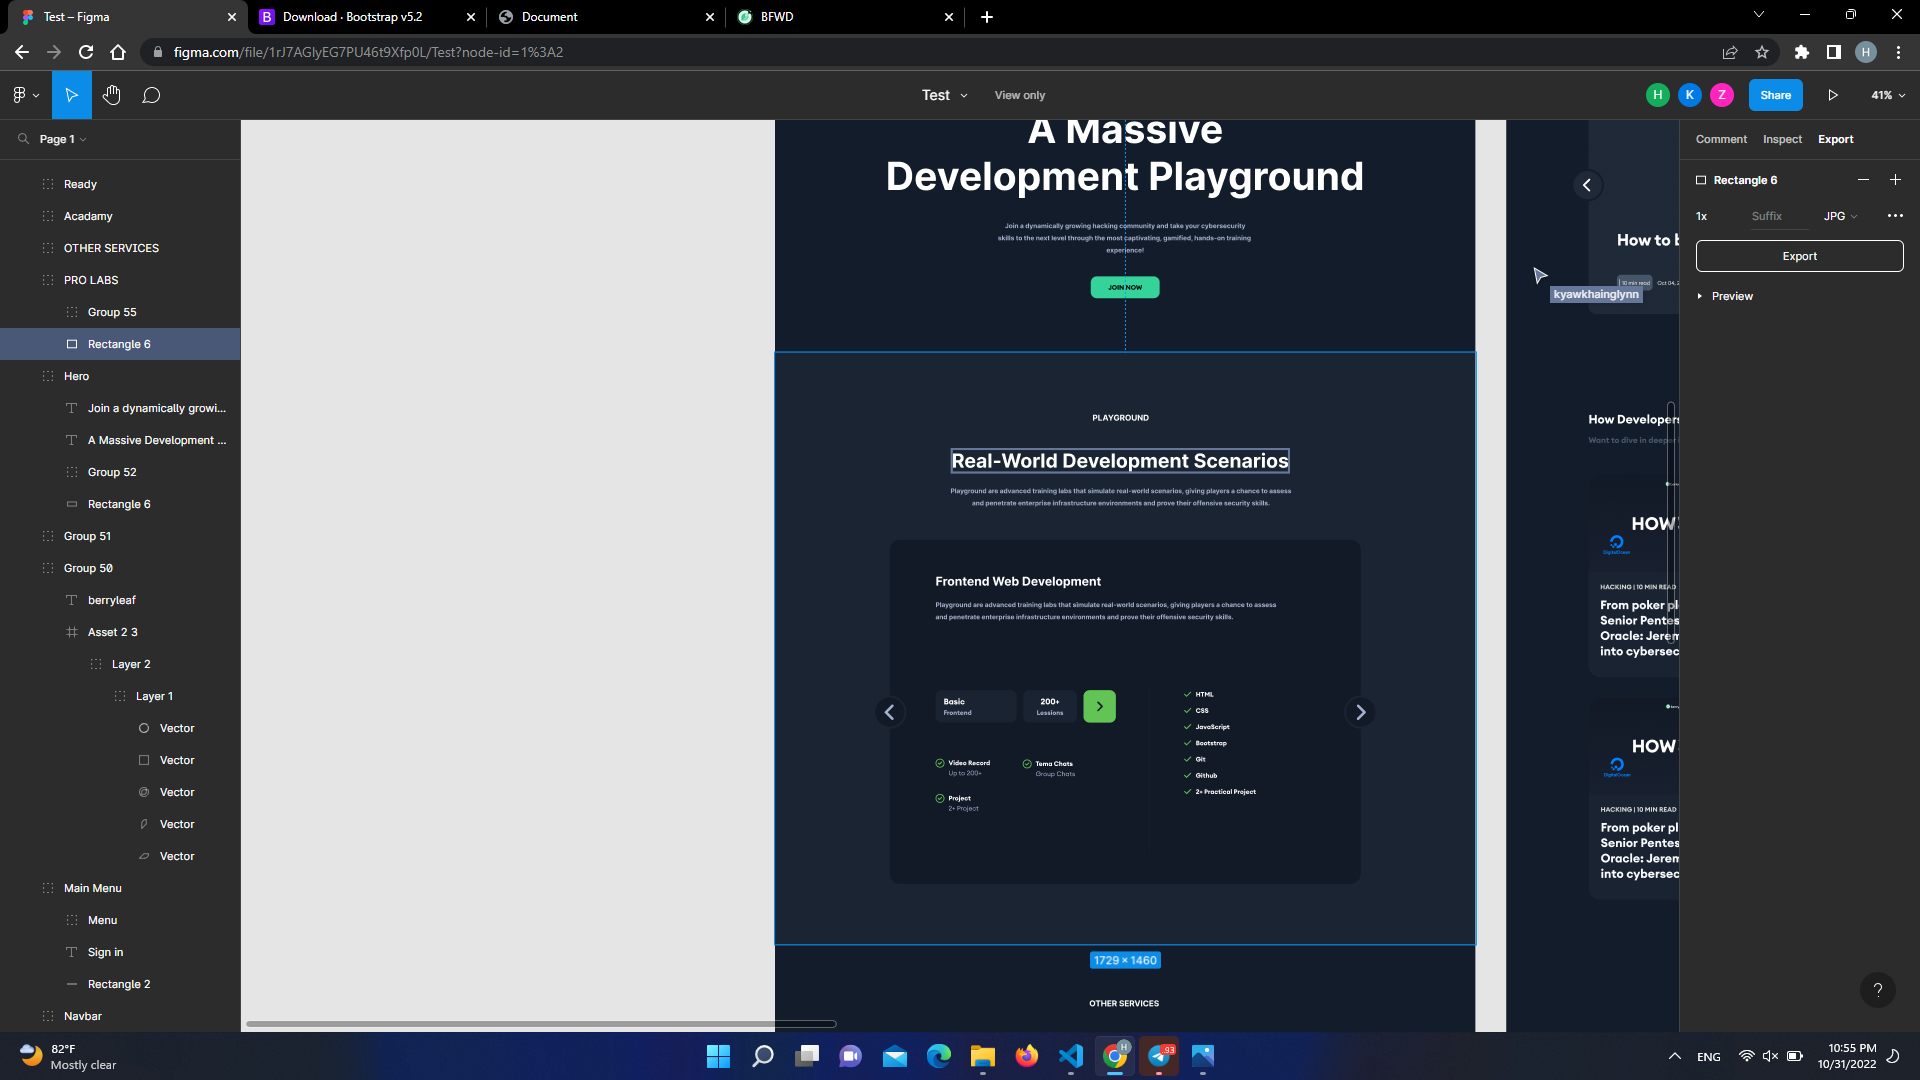 Test – Figma
Download · Bootstrap v5.2
Document
BFWD
figma.com/file/1rJ7AGlyEG7PU46t9Xfp0L/Test?node-id=1%3A2
H
Test
View only
H
K
Z
Share
41%
Page 1
Ready
Acadamy
OTHER SERVICES
PRO LABS
Group 55
Rectangle 6
Hero
Join a dynamically growi...
A Massive Development ...
Group 52
Rectangle 6
Group 51
Group 50
berryleaf
Asset 2 3
Layer 2
Layer 1
Vector
Vector
Vector
Vector
Vector
Main Menu
Menu
Sign in
Rectangle 2
Navbar
A Massive
Development Playground
Join a dynamically growing hacking community and take your cybersecurity
skills to the next level through the most captivating, gamified, hands-on training
experience!
JOIN NOW
PLAYGROUND
Real-World Development Scenarios
Playground are advanced training labs that simulate real-world scenarios, giving players a chance to assess
and penetrate enterprise infrastructure environments and prove their offensive security skills.
Frontend Web Development
Playground are advanced training labs that simulate real-world scenarios, giving players a chance to assess
and penetrate enterprise infrastructure environments and prove their offensive security skills.
Basic
Frontend
200+
Lessions
Video Record
Up to 200+
Tema Chats
Group Chats
Project
2+ Project
HTML
CSS
JavaScript
Bootstrap
Git
Github
2+ Practical Project
1729 × 1460
OTHER SERVICES
How to b
10 min read
Oct 04, 2
kyawkhainglynn
How Developers
Want to dive in deeper
HOW
DigitalOcean
HACKING | 10 MIN READ
From poker pl
Senior Pentes
Oracle: Jerem
into cybersec
HOW
DigitalOcean
HACKING | 10 MIN READ
From poker pl
Senior Pentes
Oracle: Jerem
into cybersec
Comment
Inspect
Export
Rectangle 6
1x
Suffix
JPG
Export
Preview
?
82°F
Mostly clear
H
93
ENG
10:55 PM
10/31/2022